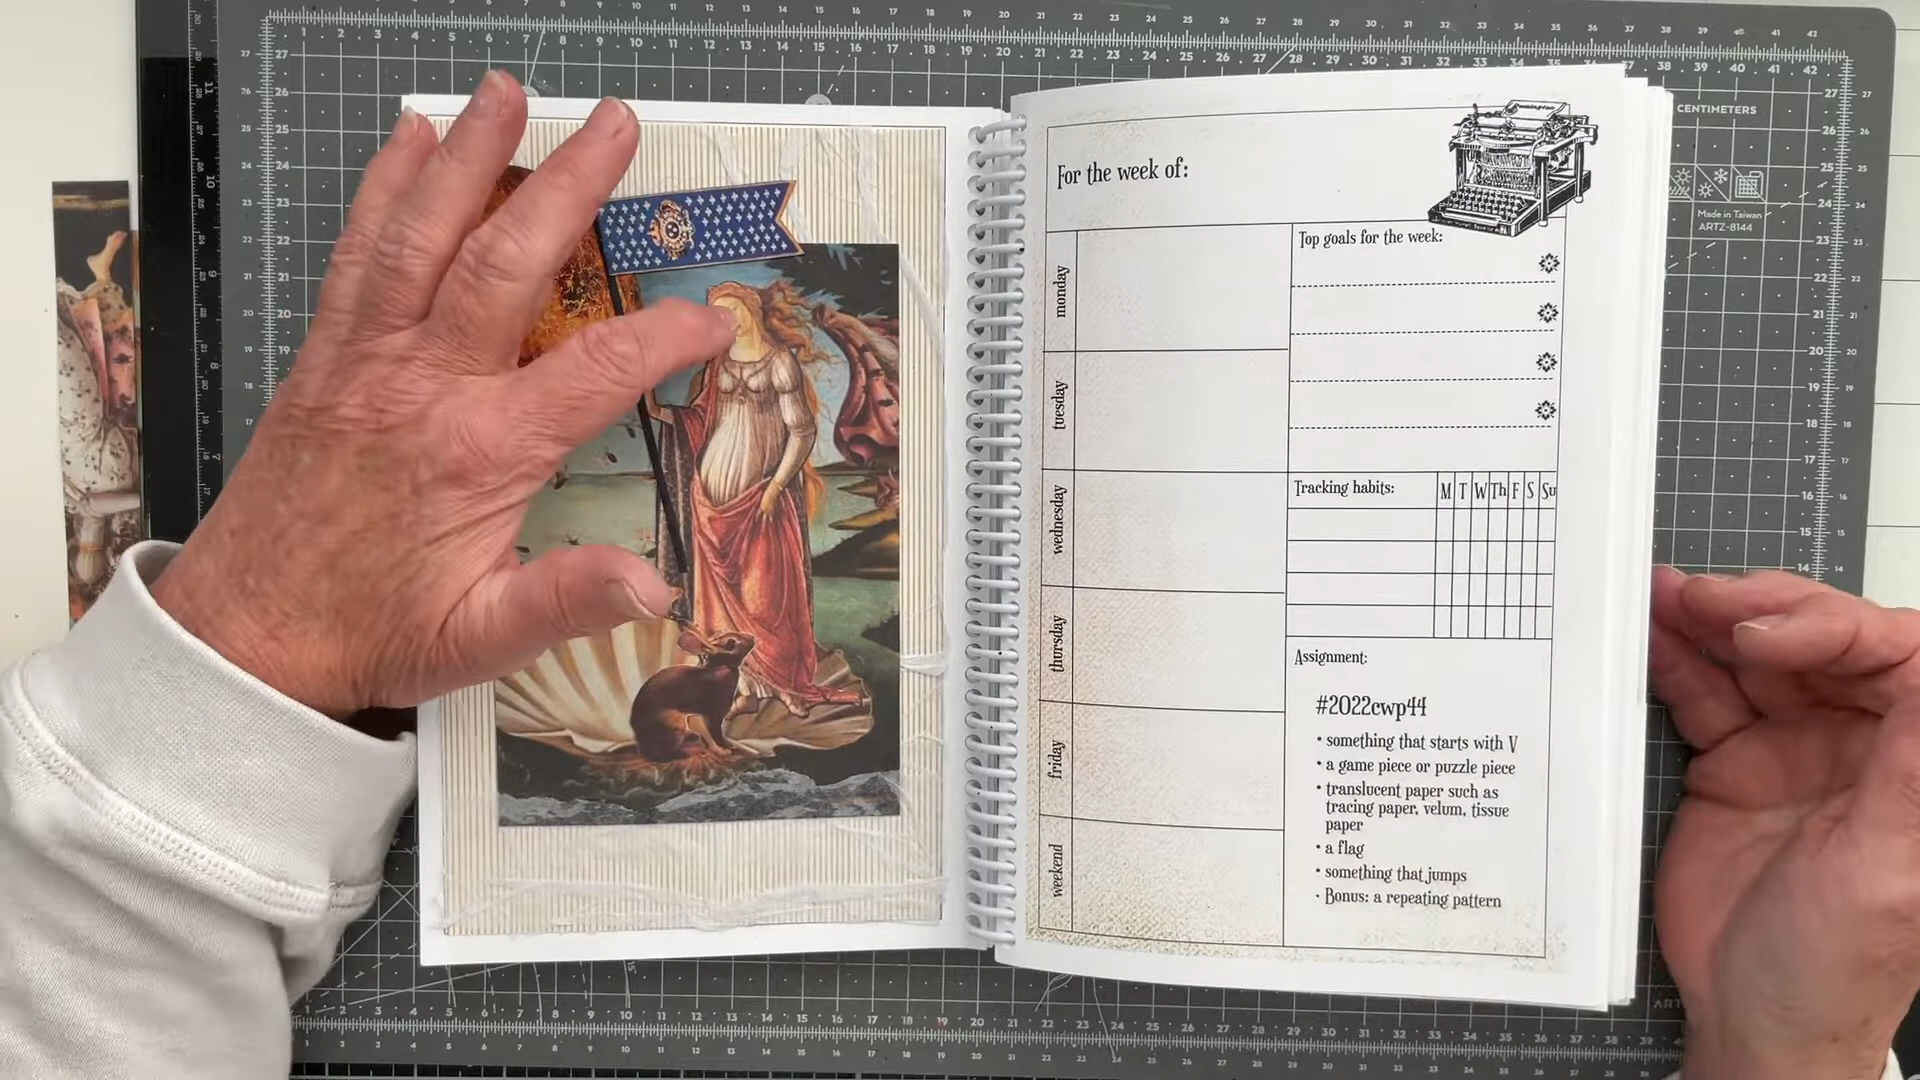 For the week of:
monday
tuesday
wednesday
thursday
friday
weekend
Top goals for the week:
Tracking habits: M T W Th F S Su
Assignment:
#2022cwp44
• something that starts with V
• a game piece or puzzle piece
• translucent paper such as
tracing paper, velum, tissue
paper
• a flag
• something that jumps
• Bonus: a repeating pattern
CENTIMETERS
Made in Taiwan
ARTZ-8144